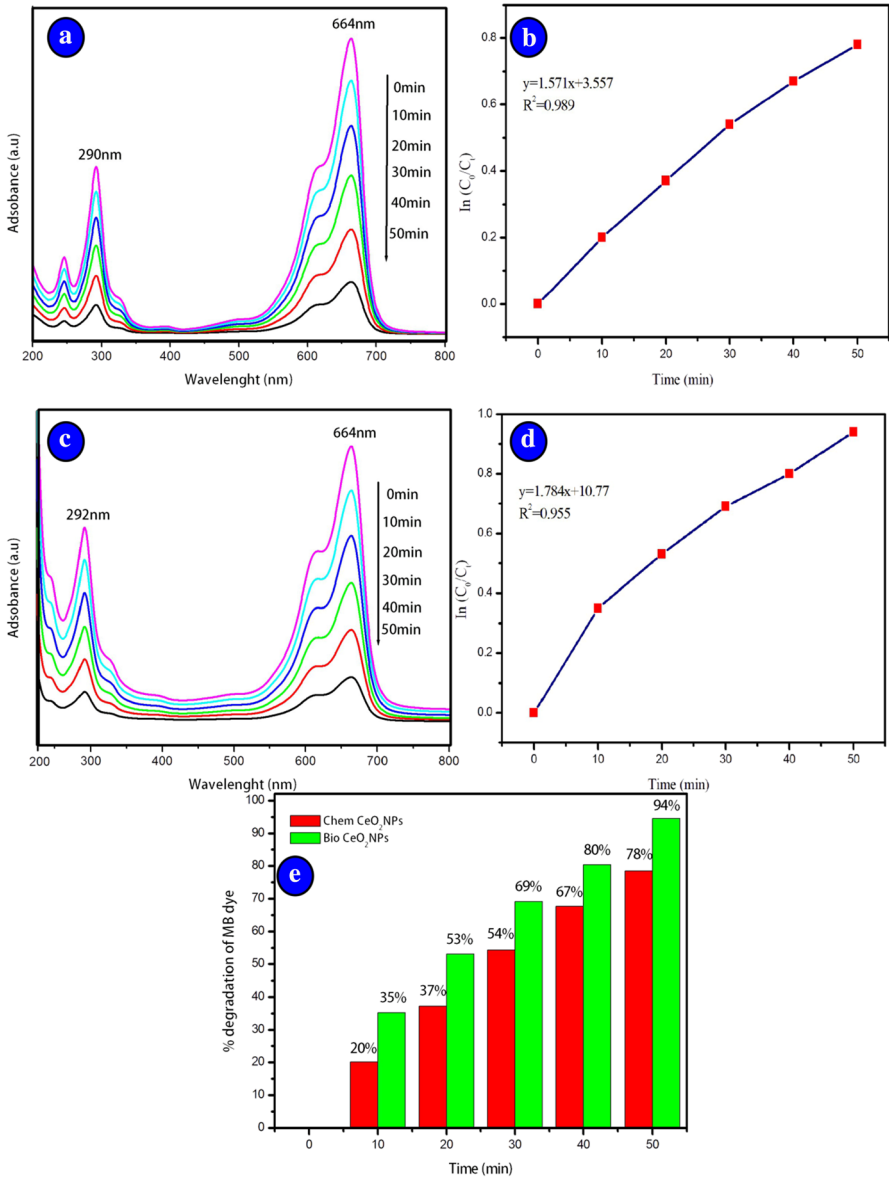 a
664nm
0min
10min
20min
30min
40min
50min
290nm
Adsobance (a.u)
200 300 400 500 600 700 800
Wavelenght (nm)
b
y=1.571x+3.557
R²=0.989
In (C₀/Cₜ)
0.8
0.6
0.4
0.2
0.0
0 10 20 30 40 50
Time (min)
c
664nm
0min
10min
20min
30min
40min
50min
292nm
Adsobance (a.u)
200 300 400 500 600 700 800
Wavelenght (nm)
d
y=1.784x+10.77
R²=0.955
In (C₀/Cₜ)
1.0
0.8
0.6
0.4
0.2
0.0
0 10 20 30 40 50
Time (min)
e
Chem CeO₂NPs
Bio CeO₂NPs
% degradation of MB dye
100
90
80
70
60
50
40
30
20
10
0
20% 35% 37% 53% 54% 69% 67% 80% 78% 94%
0 10 20 30 40 50
Time (min)